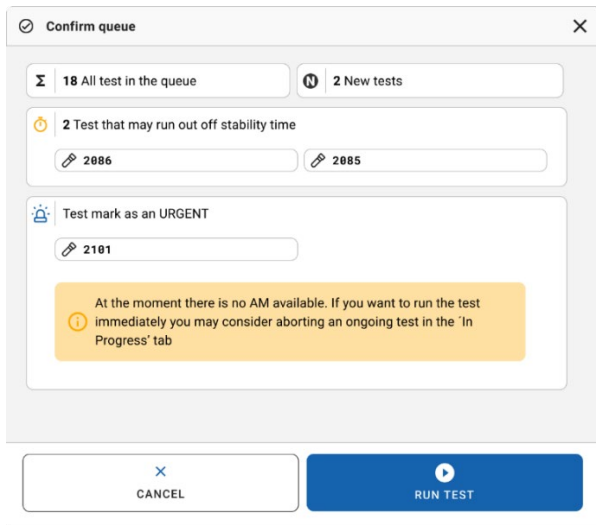 Confirm queue
Σ 18 All test in the queue
N 2 New tests
2 Test that may run out off stability time
2086
2085
Test mark as an URGENT
2101
At the moment there is no AM available. If you want to run the test
immediately you may consider aborting an ongoing test in the ´In
Progress' tab
CANCEL
RUN TEST